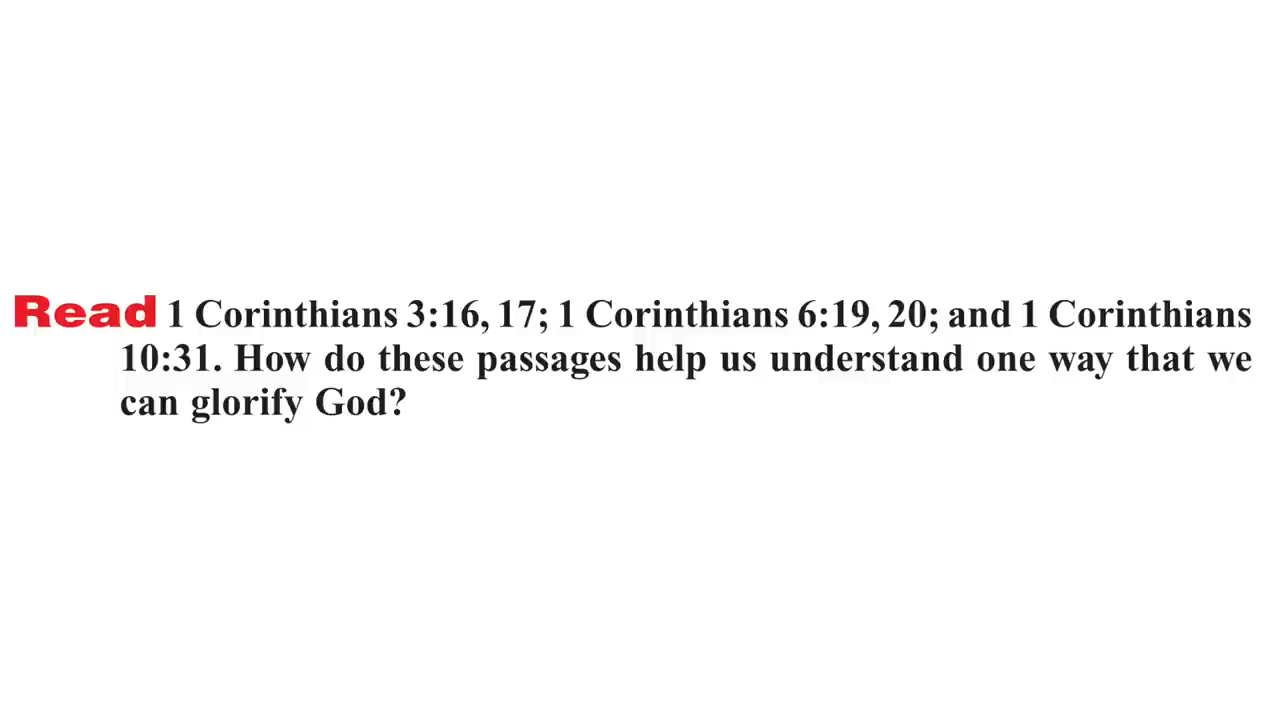 Read 1 Corinthians 3:16, 17; 1 Corinthians 6:19, 20; and 1 Corinthians
10:31. How do these passages help us understand one way that we
can glorify God?